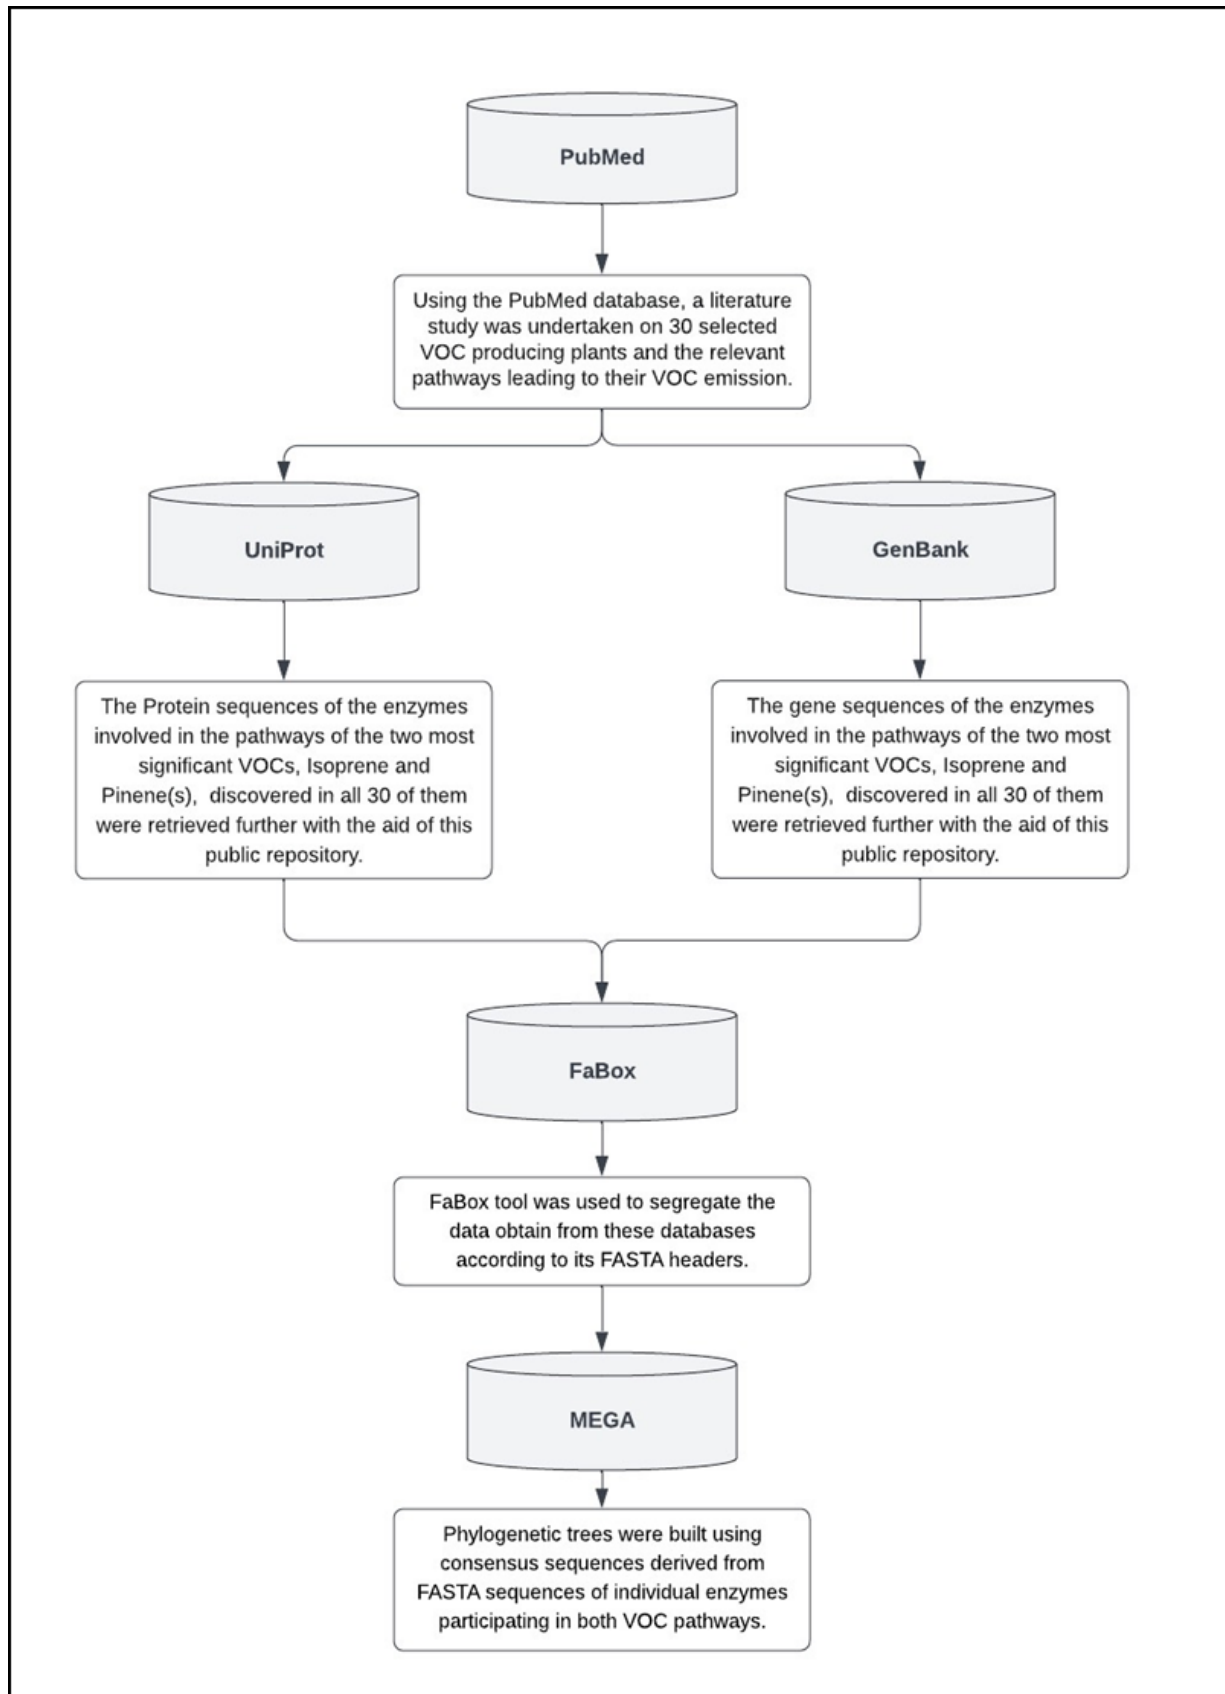 PubMed
Using the PubMed database, a literature
study was undertaken on 30 selected
VOC producing plants and the relevant
pathways leading to their VOC emission.
UniProt
GenBank
The Protein sequences of the enzymes
involved in the pathways of the two most
significant VOCs, Isoprene and
Pinene(s), discovered in all 30 of them
were retrieved further with the aid of this
public repository.
The gene sequences of the enzymes
involved in the pathways of the two most
significant VOCs, Isoprene and
Pinene(s), discovered in all 30 of them
were retrieved further with the aid of this
public repository.
FaBox
FaBox tool was used to segregate the
data obtain from these databases
according to its FASTA headers.
MEGA
Phylogenetic trees were built using
consensus sequences derived from
FASTA sequences of individual enzymes
participating in both VOC pathways.